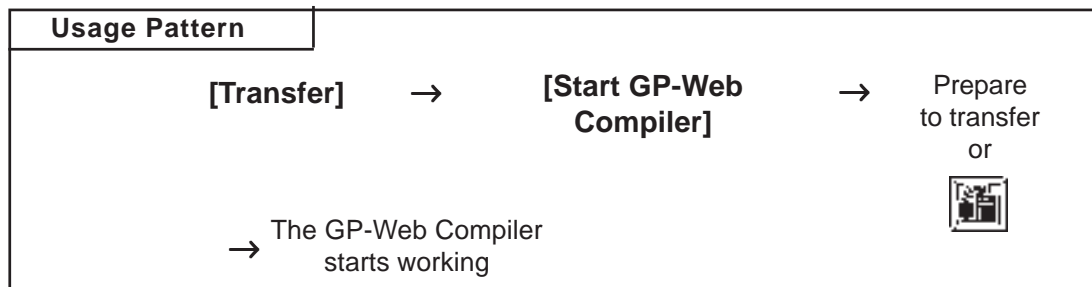 Usage Pattern
[Transfer] → [Start GP-Web Compiler] → Prepare to transfer or
→ The GP-Web Compiler starts working